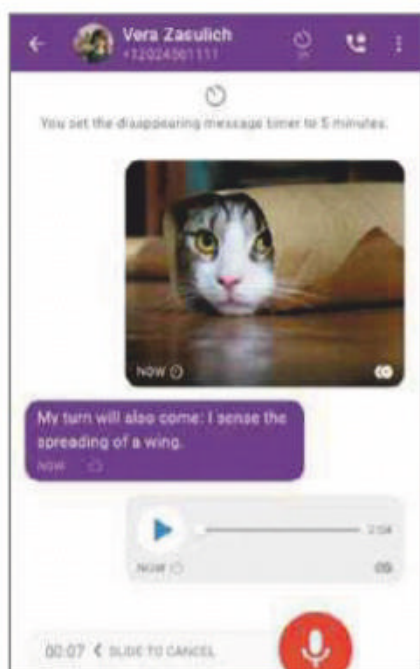 Vera Zasulich
You set the disappearing message timer to 5 minutes.
NOW
My turn will also come: I sense the
spreading of a wing.
NOW
2:04
NOW
00:07 SLIDE TO CANCEL